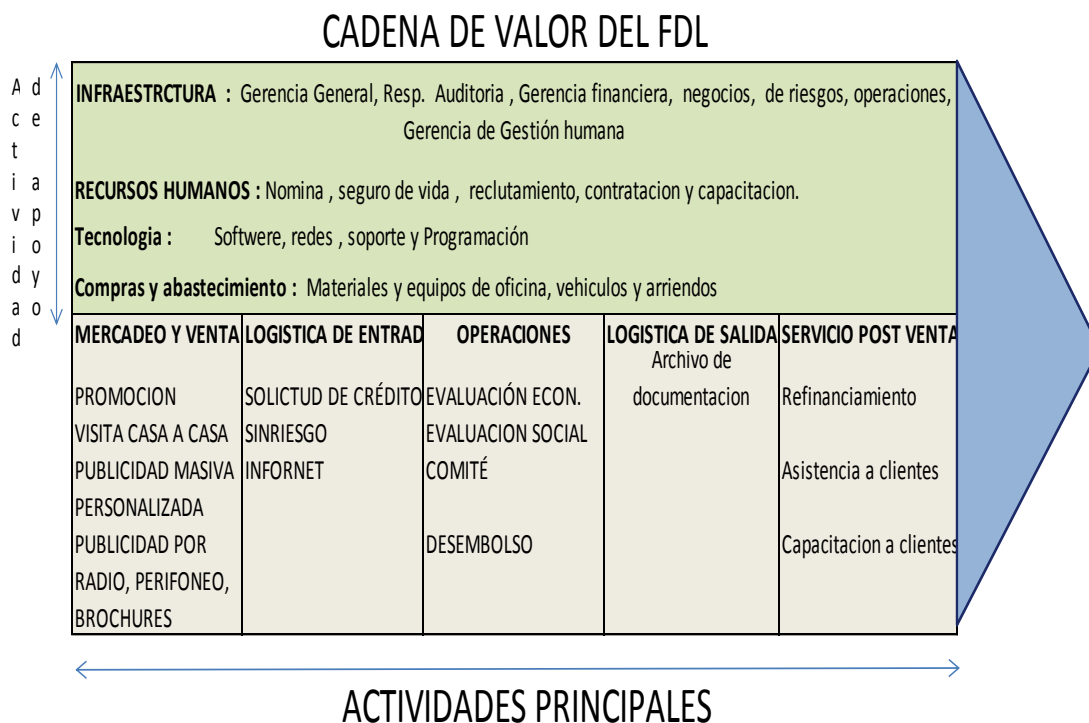 CADENA DE VALOR DEL FDL
Actividad de apoyo
INFRAESTRCTURA : Gerencia General, Resp. Auditoria , Gerencia financiera, negocios, de riesgos, operaciones,
Gerencia de Gestión humana
RECURSOS HUMANOS : Nomina , seguro de vida , reclutamiento, contratacion y capacitacion.
Tecnologia : Softwere, redes , soporte y Programación
Compras y abastecimiento : Materiales y equipos de oficina, vehiculos y arriendos
MERCADEO Y VENTA
PROMOCION
VISITA CASA A CASA
PUBLICIDAD MASIVA
PERSONALIZADA
PUBLICIDAD POR
RADIO, PERIFONEO,
BROCHURES
LOGISTICA DE ENTRAD
SOLICTUD DE CRÉDITO
SINRIESGO
INFORNET
OPERACIONES
EVALUACIÓN ECON.
EVALUACION SOCIAL
COMITÉ
DESEMBOLSO
LOGISTICA DE SALIDA
Archivo de
documentacion
SERVICIO POST VENTA
Refinanciamiento
Asistencia a clientes
Capacitacion a clientes
ACTIVIDADES PRINCIPALES